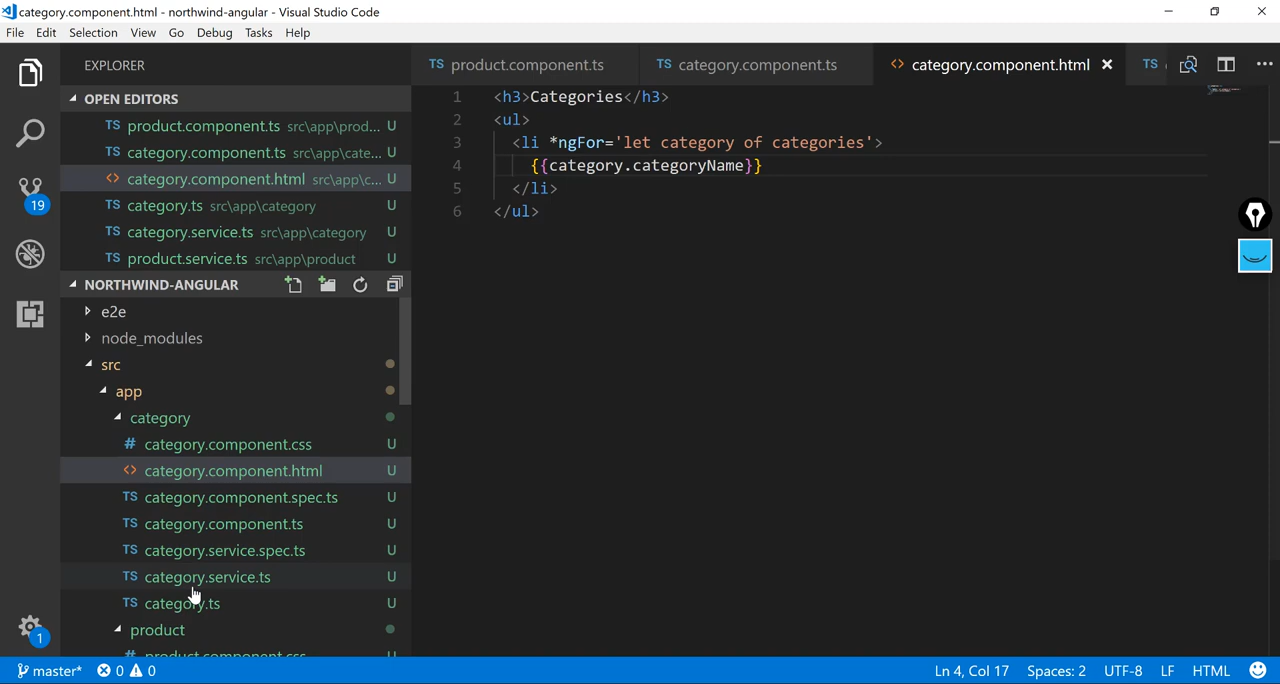 category.component.html - northwind-angular - Visual Studio Code
File Edit Selection View Go Debug Tasks Help
EXPLORER
OPEN EDITORS
TS product.component.ts src\app\prod... U
TS category.component.ts src\app\cate... U
<> category.component.html src\app\c... U
TS category.ts src\app\category U
TS category.service.ts src\app\category U
TS product.service.ts src\app\product U
NORTHWIND-ANGULAR
e2e
node_modules
src
app
category
# category.component.css U
<> category.component.html U
TS category.component.spec.ts U
TS category.component.ts U
TS category.service.spec.ts U
TS category.service.ts U
TS category.ts U
product
# product.component.css U
19
1
TS product.component.ts TS category.component.ts <> category.component.html TS
1 <h3>Categories</h3>
2 <ul>
3 <li *ngFor='let category of categories'>
4 {{category.categoryName}}
5 </li>
6 </ul>
master* 0 0 Ln 4, Col 17 Spaces: 2 UTF-8 LF HTML